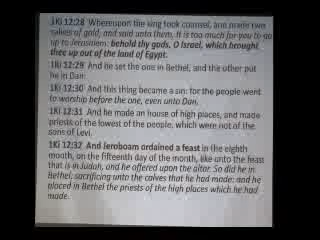 1Ki 12:28 Whereupon the king took counsel, and made two
calves of gold, and said unto them, It is too much for you to go
up to Jerusalem: behold thy gods, O Israel, which brought
thee up out of the land of Egypt.
1Ki 12:29 And he set the one in Bethel, and the other put
he in Dan.
1Ki 12:30 And this thing became a sin: for the people went
to worship before the one, even unto Dan.
1Ki 12:31 And he made an house of high places, and made
priests of the lowest of the people, which were not of the
sons of Levi.
1Ki 12:32 And Jeroboam ordained a feast in the eighth
month, on the fifteenth day of the month, like unto the feast
that is in Judah, and he offered upon the altar. So did he in
Bethel, sacrificing unto the calves that he had made: and he
placed in Bethel the priests of the high places which he had
made.